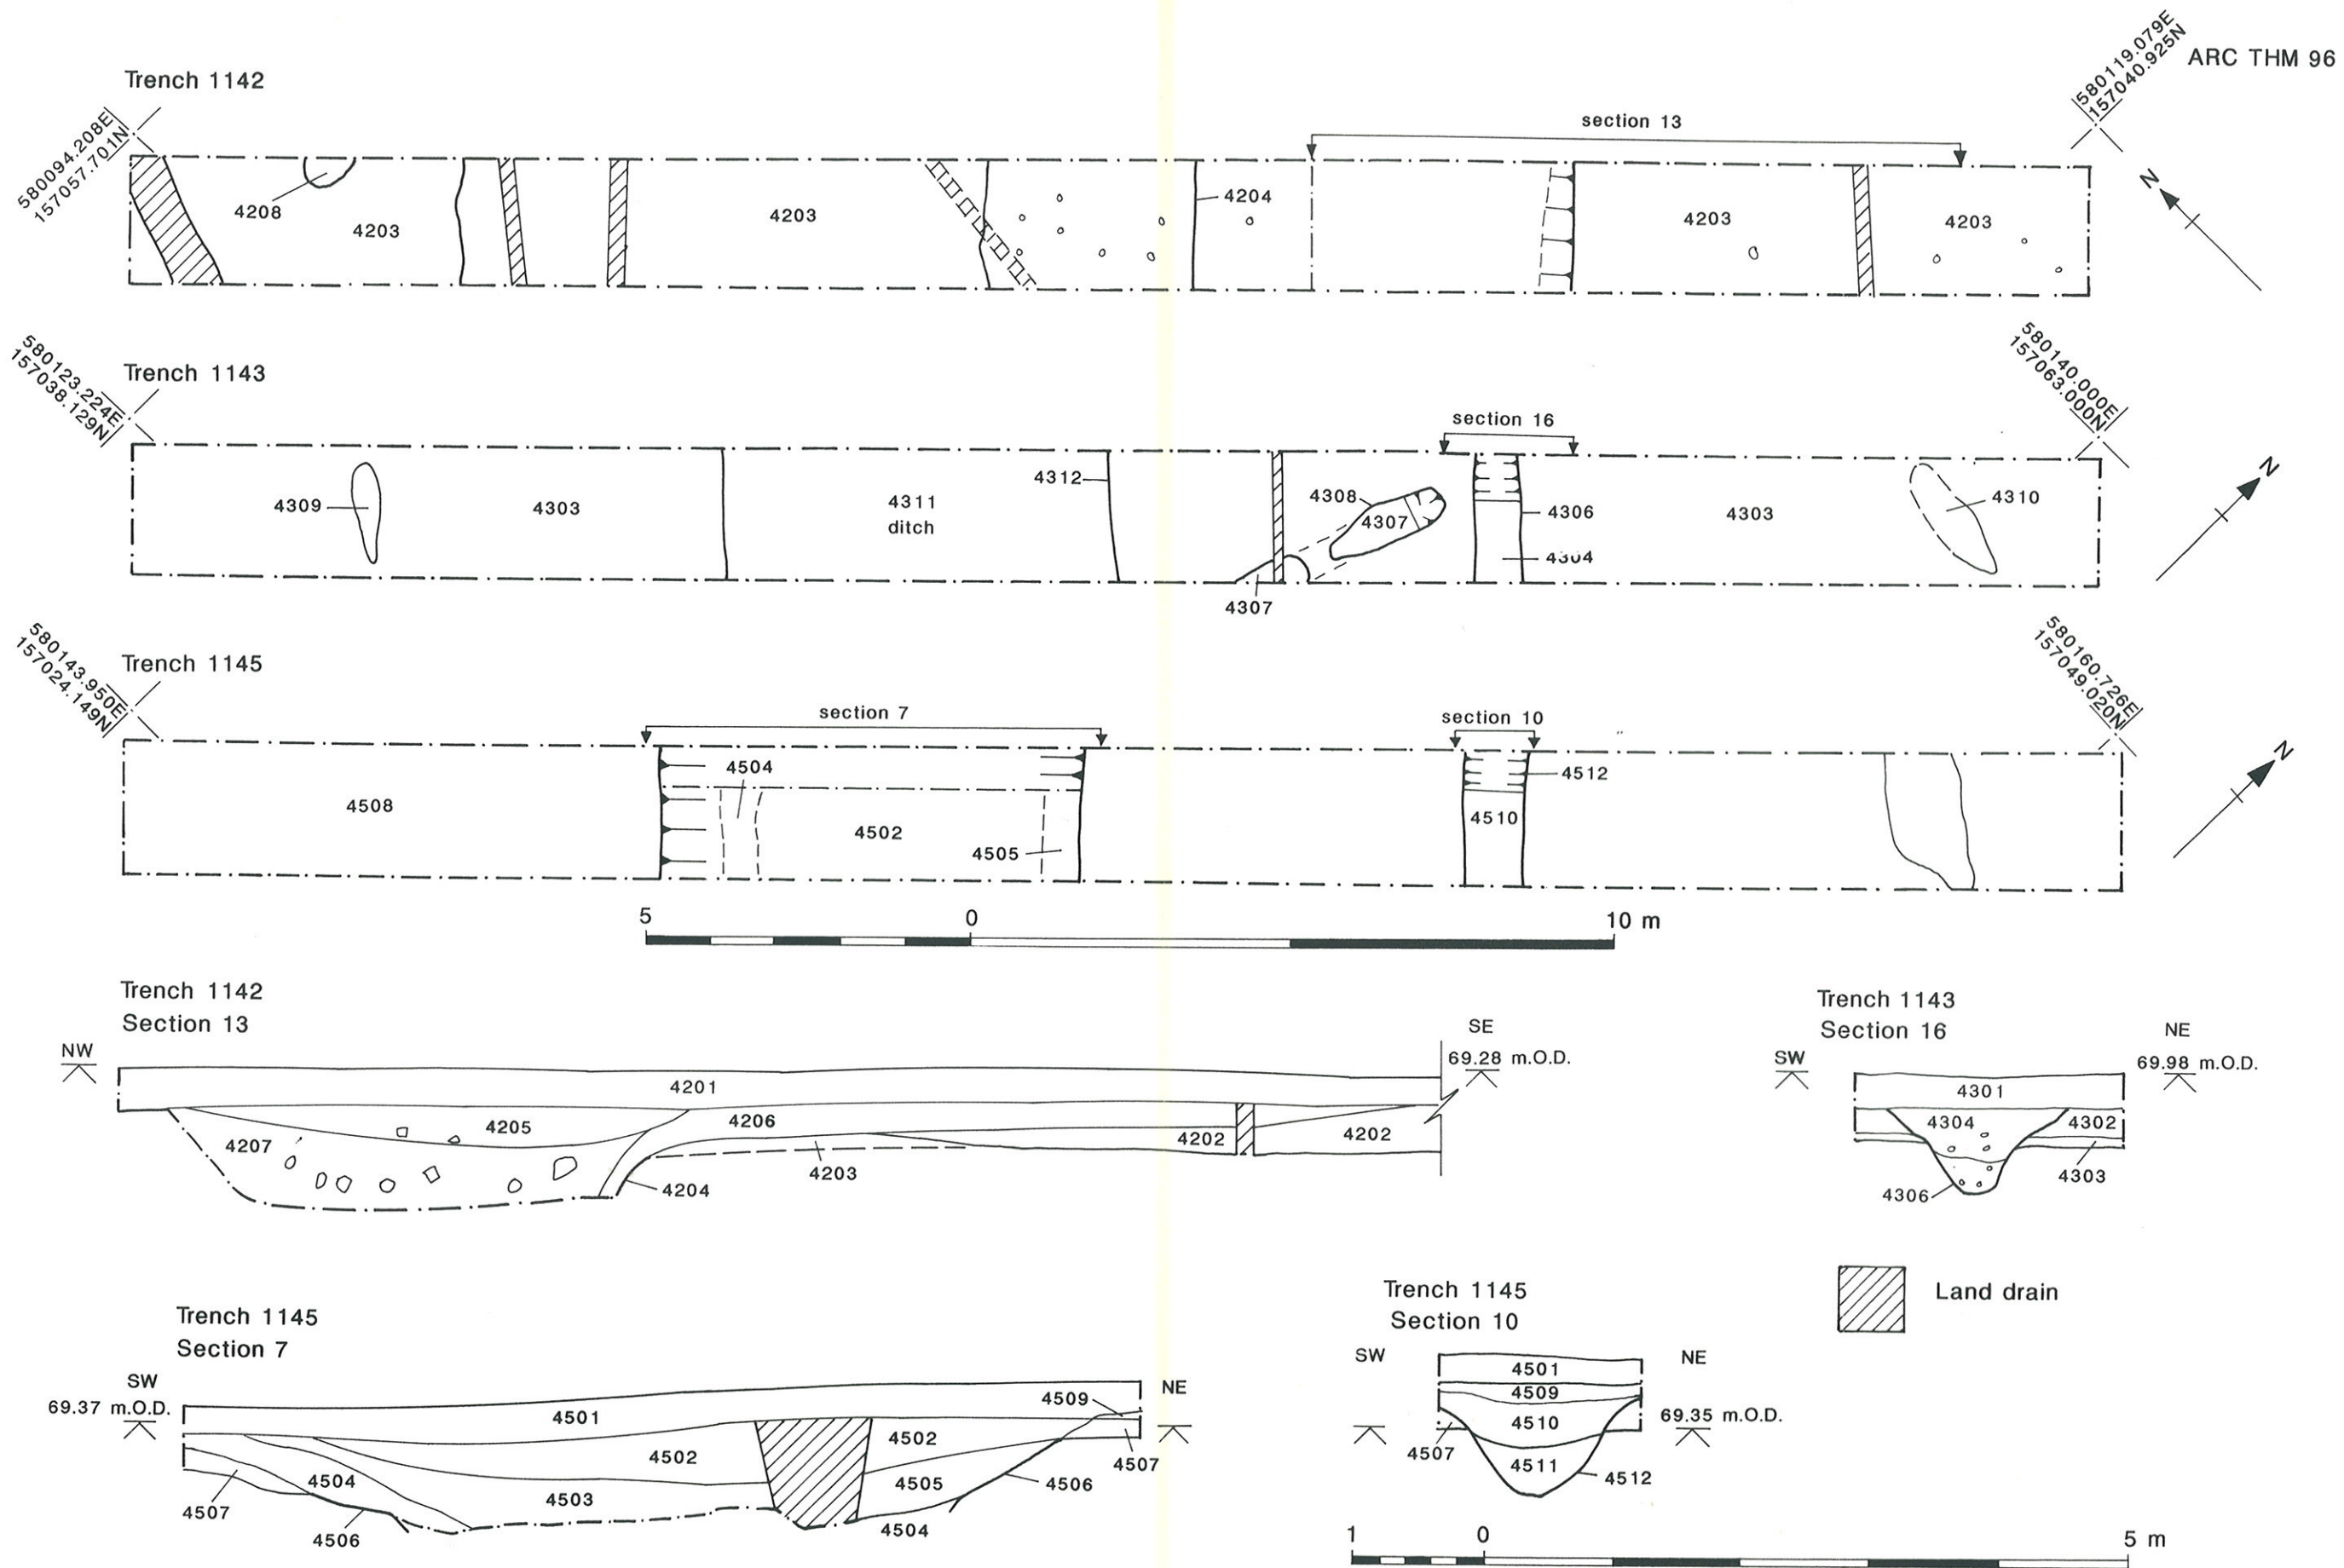 ARC THM 96
Trench 1142
580094.208E
157057.701N
580119.079E
157040.925N
section 13
4208
4203
4203
4204
4203
4203
N
Trench 1143
580123.224E
157038.129N
580140.000E
157063.000N
section 16
4309
4303
4311
ditch
4312
4308
4307
4307
4306
4304
4303
4310
N
Trench 1145
580143.950E
157024.149N
580160.726E
157049.020N
section 7
section 10
4508
4504
4502
4505
4512
4510
N
5 0 10 m
Trench 1142
Section 13
NW
SE
69.28 m.O.D.
4201
4205
4206
4207
4202
4202
4203
4204
Trench 1143
Section 16
SW
NE
69.98 m.O.D.
4301
4304
4302
4303
4306
Trench 1145
Section 7
SW
69.37 m.O.D.
NE
4509
4501
4502
4502
4504
4505
4506
4507
4503
4507
4506
4504
Trench 1145
Section 10
SW
NE
4501
4509
4510
69.35 m.O.D.
4507
4511
4512
Land drain
1 0 5 m